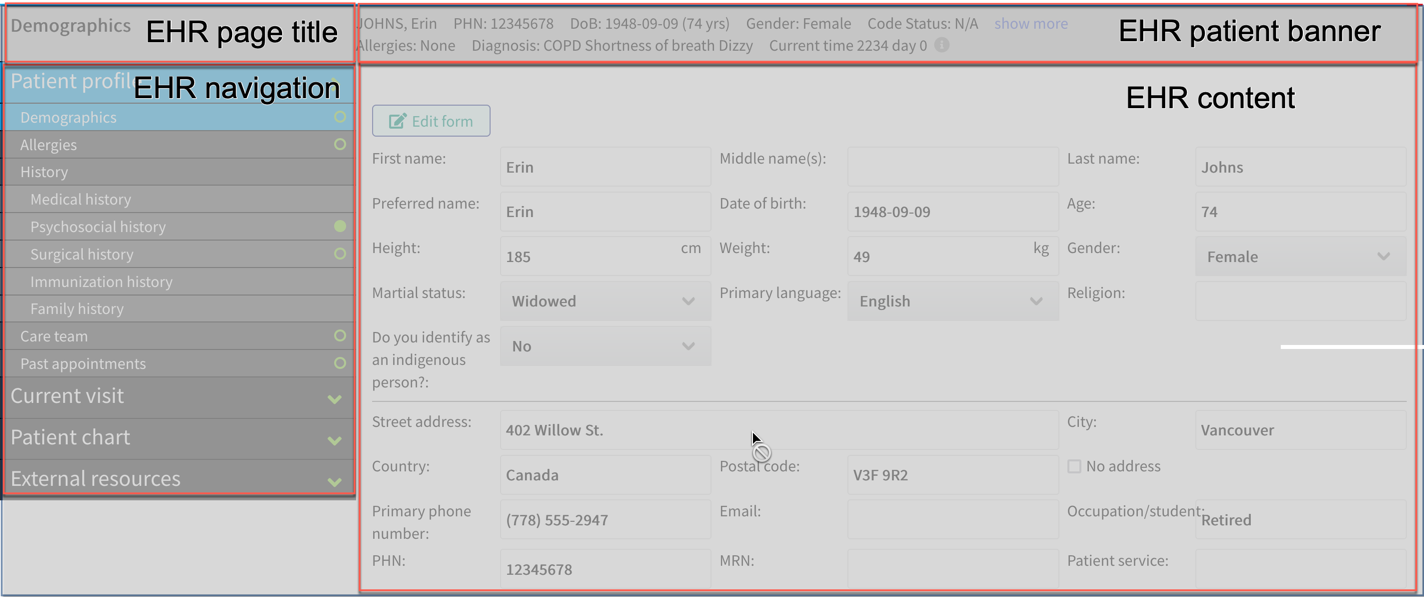 Demographics
EHR page title
JOHNS, Erin PHN: 12345678 DoB: 1948-09-09 (74 yrs) Gender: Female Code Status: N/A show more
Allergies: None Diagnosis: COPD Shortness of breath Dizzy Current time 2234 day 0
EHR patient banner
Patient profile
EHR navigation
Demographics
Allergies
History
Medical history
Psychosocial history
Surgical history
Immunization history
Family history
Care team
Past appointments
Current visit
Patient chart
External resources
EHR content
Edit form
First name: Erin Middle name(s): Last name: Johns
Preferred name: Erin Date of birth: 1948-09-09 Age: 74
Height: 185 cm Weight: 49 kg Gender: Female
Martial status: Widowed Primary language: English Religion:
Do you identify as
an indigenous
person?:
No
Street address: 402 Willow St. City: Vancouver
Country: Canada Postal code: V3F 9R2 No address
Primary phone
number:
(778) 555-2947 Email: Occupation/student: Retired
PHN: 12345678 MRN: Patient service: